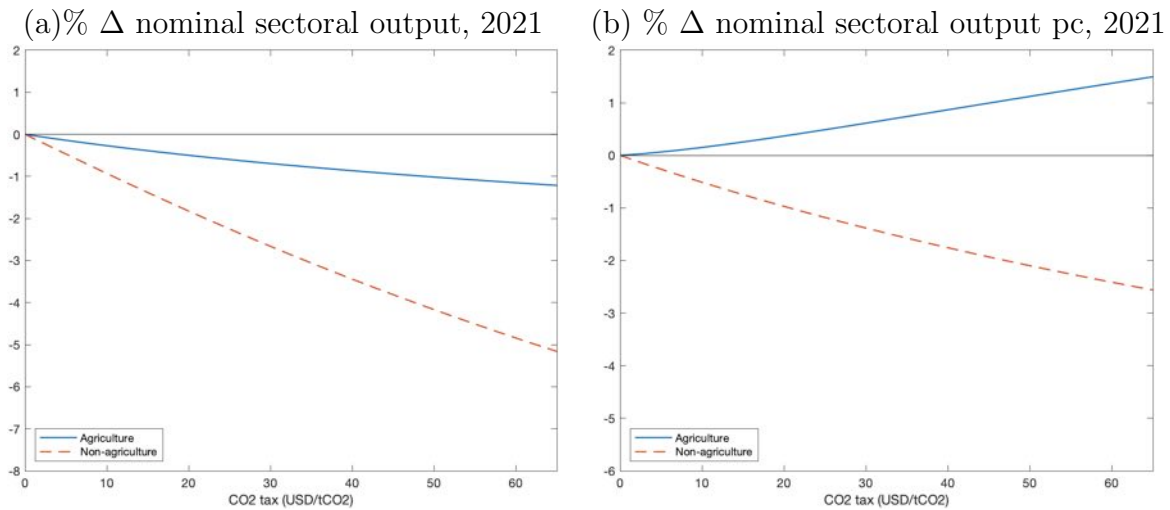 (a)% Δ nominal sectoral output, 2021
2
1
0
-1
-2
-3
-4
-5
-6
-7
-8
0 10 20 30 40 50 60
CO2 tax (USD/tCO2)
Agriculture
Non-agriculture
(b) % Δ nominal sectoral output pc, 2021
2
1
0
-1
-2
-3
-4
-5
-6
0 10 20 30 40 50 60
CO2 tax (USD/tCO2)
Agriculture
Non-agriculture